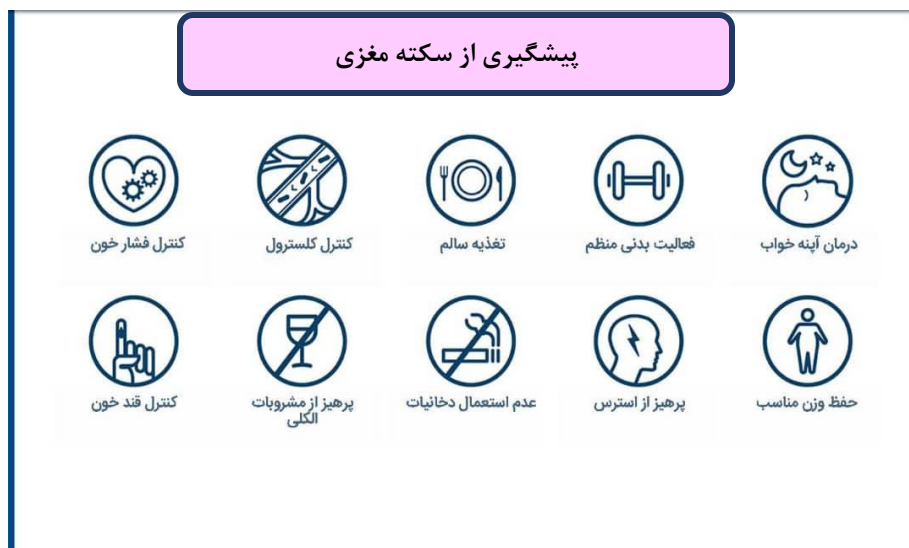 پیشگیری از سکته مغزی
درمان آپنه خواب
فعالیت بدنی منظم
تغذیه سالم
کنترل کلسترول
کنترل فشار خون
حفظ وزن مناسب
پرهیز از استرس
عدم استعمال دخانیات
پرهیز از مشروبات
الکلی
کنترل قند خون